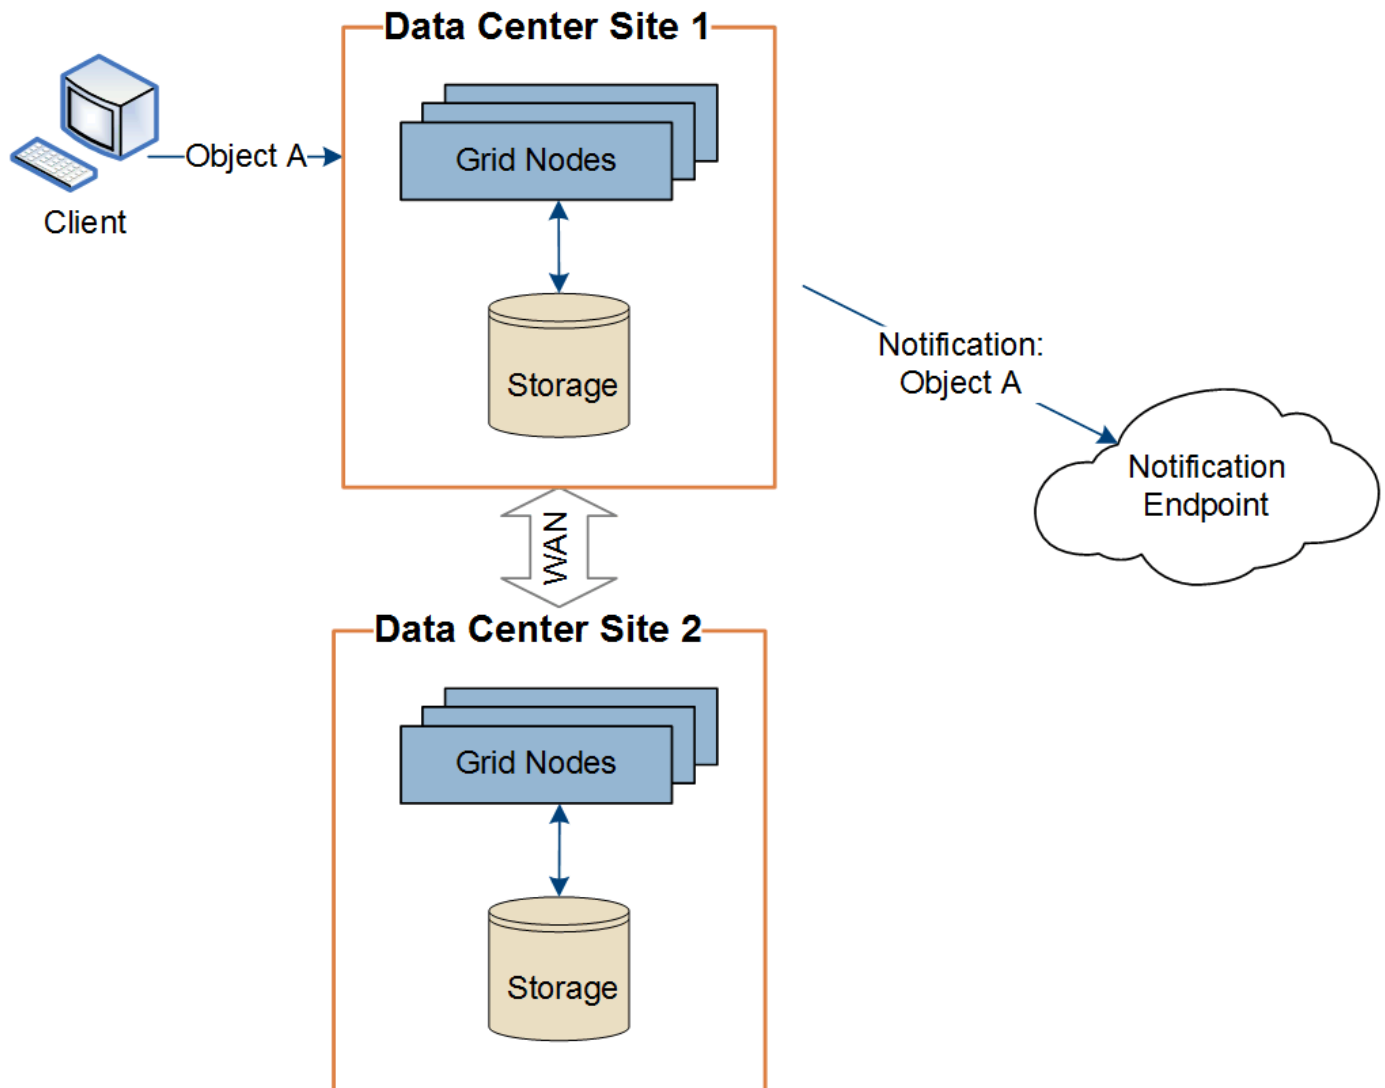 Data Center Site 1
Grid Nodes
Object A
Client
Storage
Notification:
Object A
Notification
Endpoint
WAN
Data Center Site 2
Grid Nodes
Storage